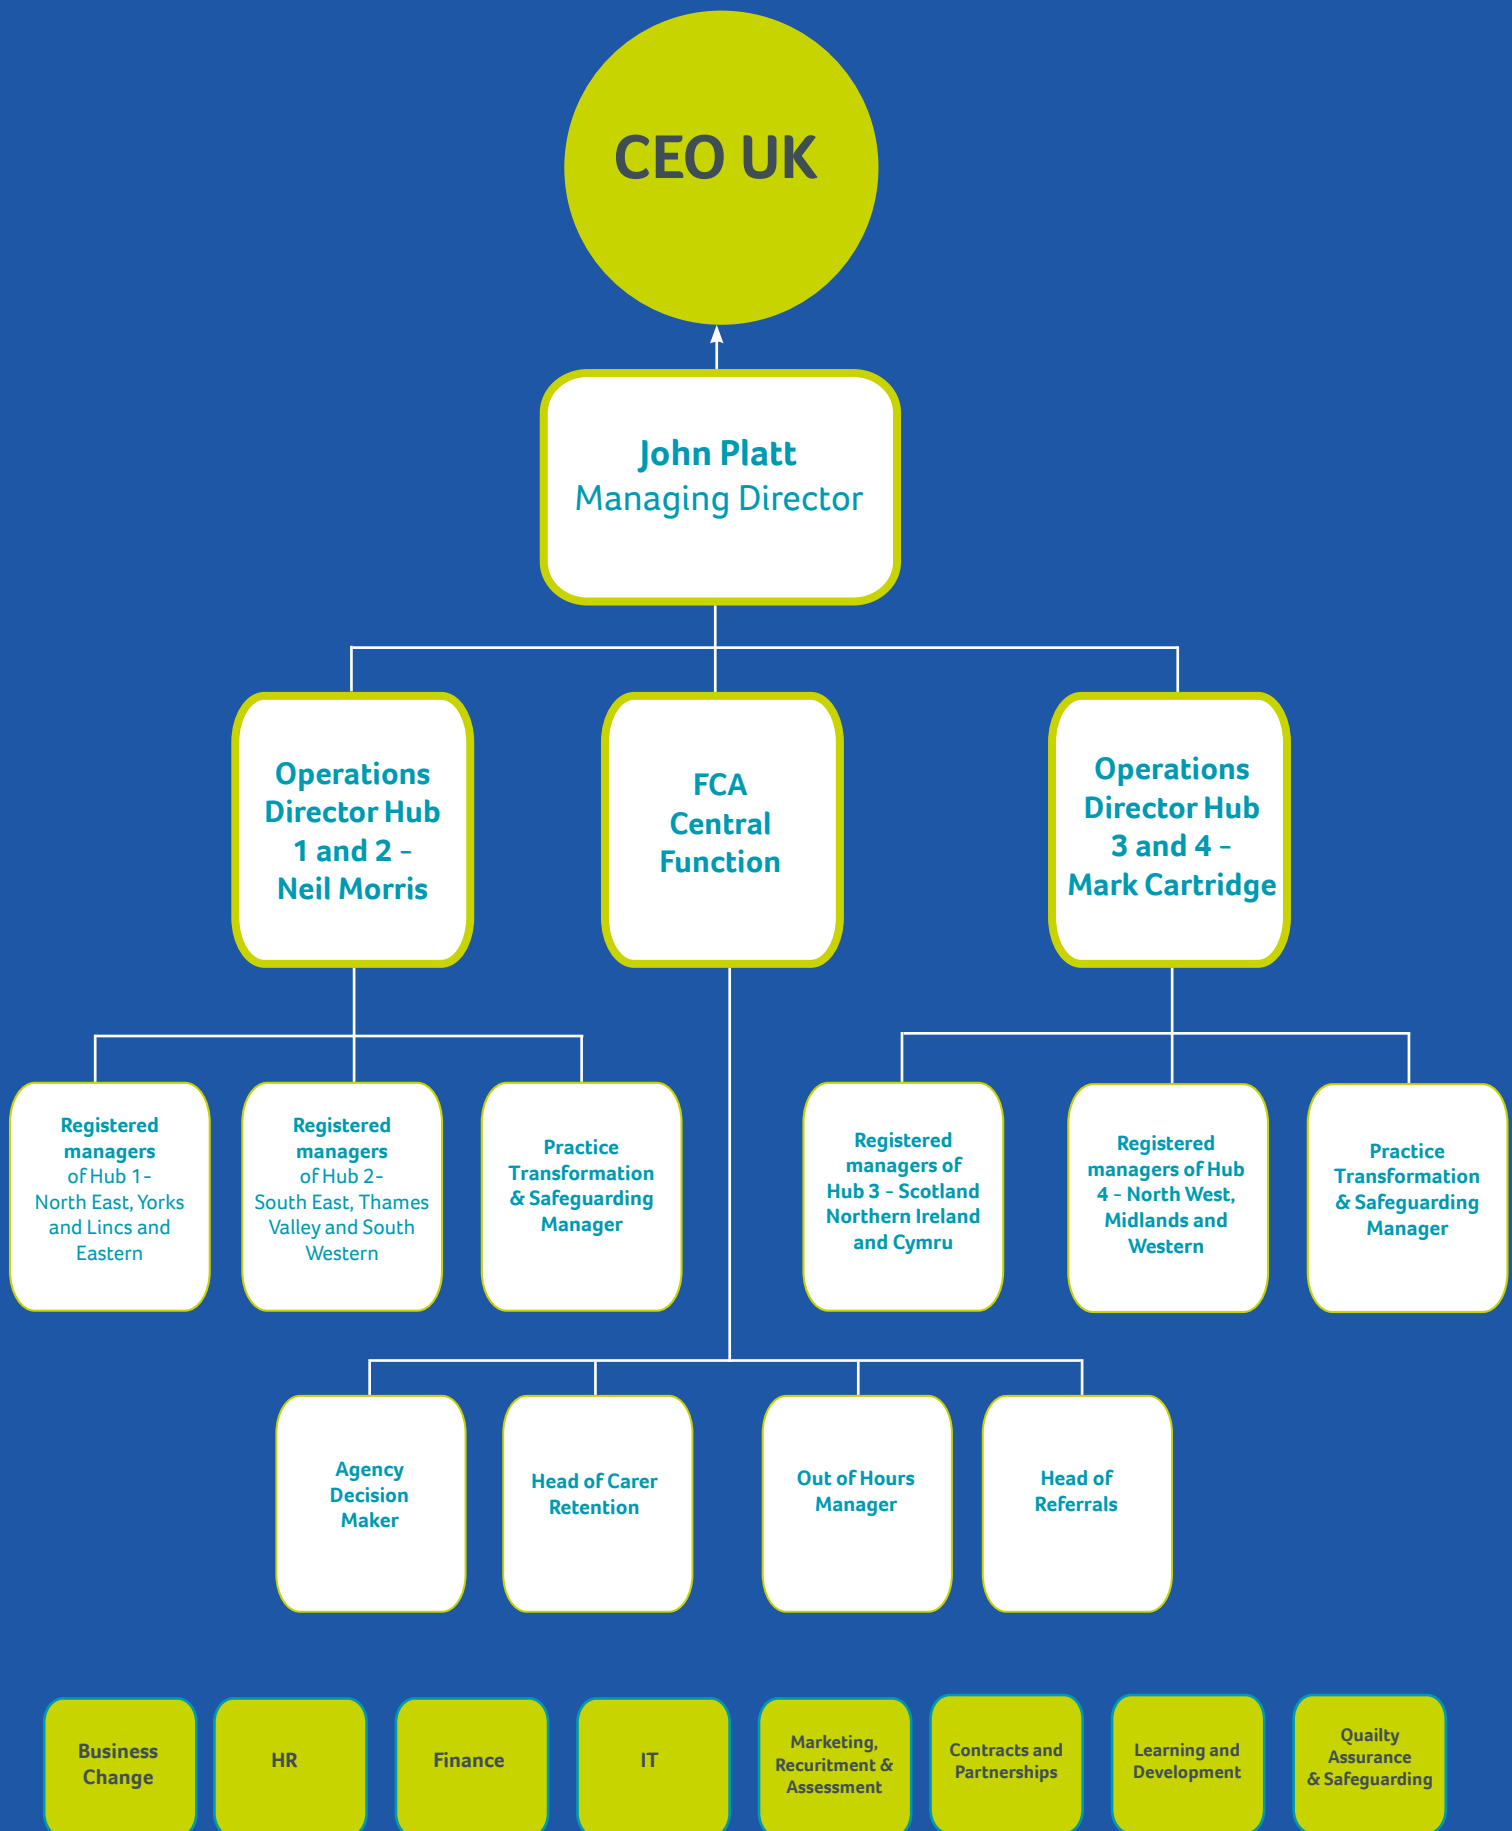 CEO UK
John Platt
Managing Director
Operations
Director Hub
1 and 2 -
Neil Morris
FCA
Central
Function
Operations
Director Hub
3 and 4 -
Mark Cartridge
Registered
managers
of Hub 1-
North East, Yorks
and Lincs and
Eastern
Registered
managers
of Hub 2-
South East, Thames
Valley and South
Western
Practice
Transformation
& Safeguarding
Manager
Registered
managers of
Hub 3 - Scotland
Northern Ireland
and Cymru
Registered
managers of Hub
4 - North West,
Midlands and
Western
Practice
Transformation
& Safeguarding
Manager
Agency
Decision
Maker
Head of Carer
Retention
Out of Hours
Manager
Head of
Referrals
Business
Change
HR
Finance
IT
Marketing,
Recuritment &
Assessment
Contracts and
Partnerships
Learning and
Development
Quailty
Assurance
& Safeguarding